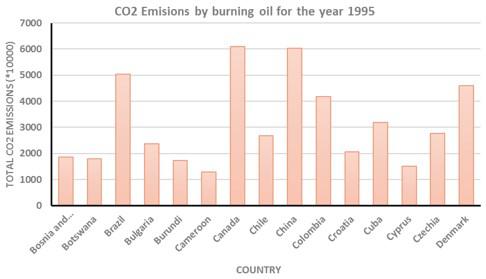 CO2 Emisions by burning oil for the year 1995
TOTAL CO2 EMISSIONS (*10000)
7000
6000
5000
4000
3000
2000
1000
0
Bosnia and...
Botswana
Brazil
Bulgaria
Burundi
Cameroon
Canada
Chile
China
Colombia
Croatia
Cuba
Cyprus
Czechia
Denmark
COUNTRY